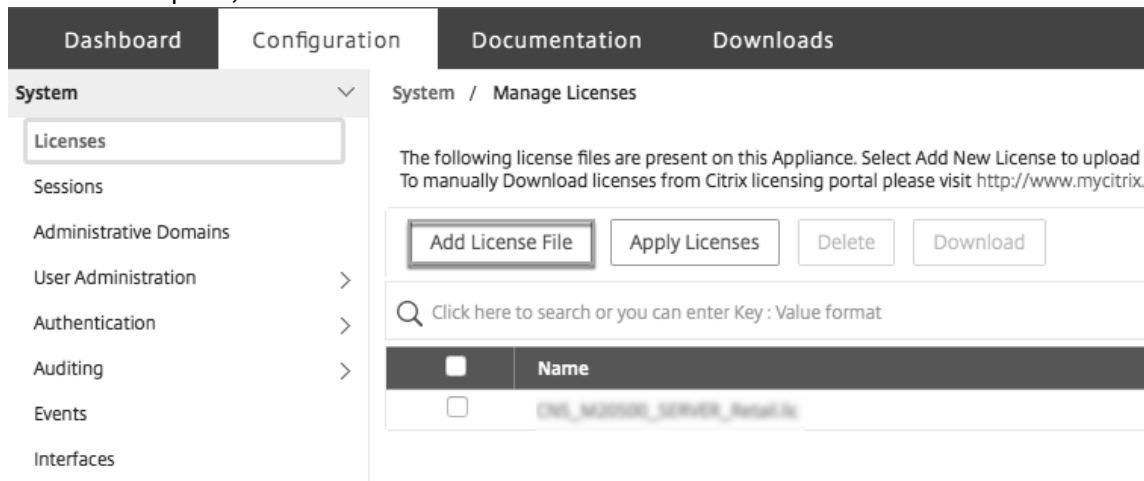 Dashboard Configuration Documentation Downloads
System
Licenses
Sessions
Administrative Domains
User Administration
Authentication
Auditing
Events
Interfaces
System / Manage Licenses
The following license files are present on this Appliance. Select Add New License to upload
To manually Download licenses from Citrix licensing portal please visit http://www.mycitrix.
Add License File Apply Licenses Delete Download
Click here to search or you can enter Key : Value format
Name